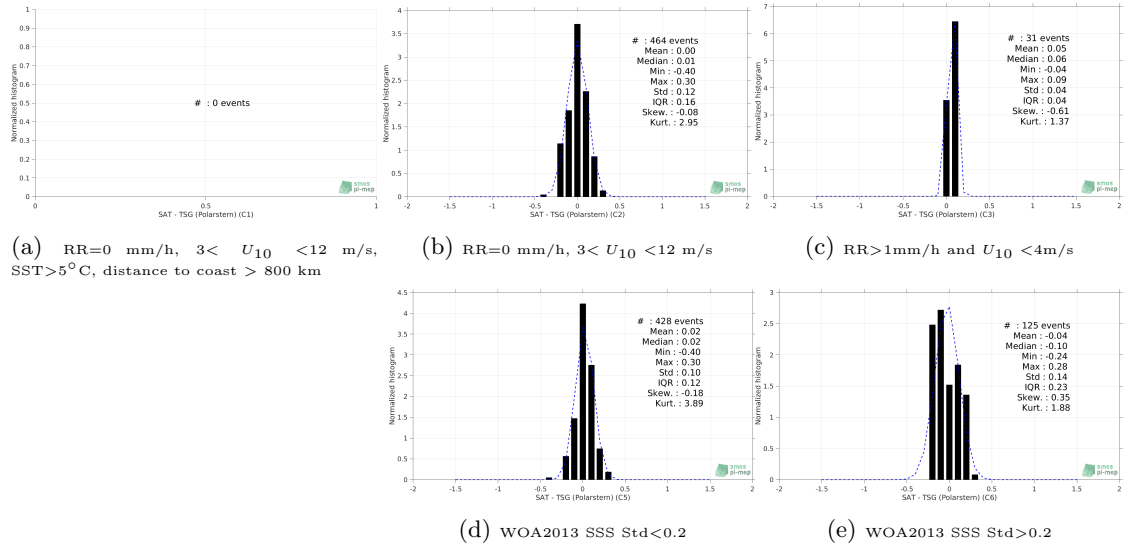 1
0.9
0.8
0.7
0.6
0.5
0.4
0.3
0.2
0.1
0
Normalized histogram
# : 0 events
smos
pi-mep
0 0.5 1
SAT - TSG (Polarstern) (C1)
(a) RR=0 mm/h, 3< U10 <12 m/s,
SST>5°C, distance to coast > 800 km
4
3.5
3
2.5
2
1.5
1
0.5
0
Normalized histogram
# : 464 events
Mean : 0.00
Median : 0.01
Min : -0.40
Max : 0.30
Std : 0.12
IQR : 0.16
Skew. : -0.08
Kurt. : 2.95
smos
pi-mep
-2 -1.5 -1 -0.5 0 0.5 1 1.5 2
SAT - TSG (Polarstern) (C2)
(b) RR=0 mm/h, 3< U10 <12 m/s
7
6
5
4
3
2
1
0
Normalized histogram
# : 31 events
Mean : 0.05
Median : 0.06
Min : -0.04
Max : 0.09
Std : 0.04
IQR : 0.04
Skew. : -0.61
Kurt. : 1.37
smos
pi-mep
-2 -1.5 -1 -0.5 0 0.5 1 1.5 2
SAT - TSG (Polarstern) (C3)
(c) RR>1mm/h and U10 <4m/s
4.5
4
3.5
3
2.5
2
1.5
1
0.5
0
Normalized histogram
# : 428 events
Mean : 0.02
Median : 0.02
Min : -0.40
Max : 0.30
Std : 0.10
IQR : 0.12
Skew. : -0.18
Kurt. : 3.89
smos
pi-mep
-2 -1.5 -1 -0.5 0 0.5 1 1.5 2
SAT - TSG (Polarstern) (C5)
(d) WOA2013 SSS Std<0.2
3
2.5
2
1.5
1
0.5
0
Normalized histogram
# : 125 events
Mean : -0.04
Median : -0.10
Min : -0.24
Max : 0.28
Std : 0.14
IQR : 0.23
Skew. : 0.35
Kurt. : 1.88
smos
pi-mep
-2 -1.5 -1 -0.5 0 0.5 1 1.5 2
SAT - TSG (Polarstern) (C6)
(e) WOA2013 SSS Std>0.2